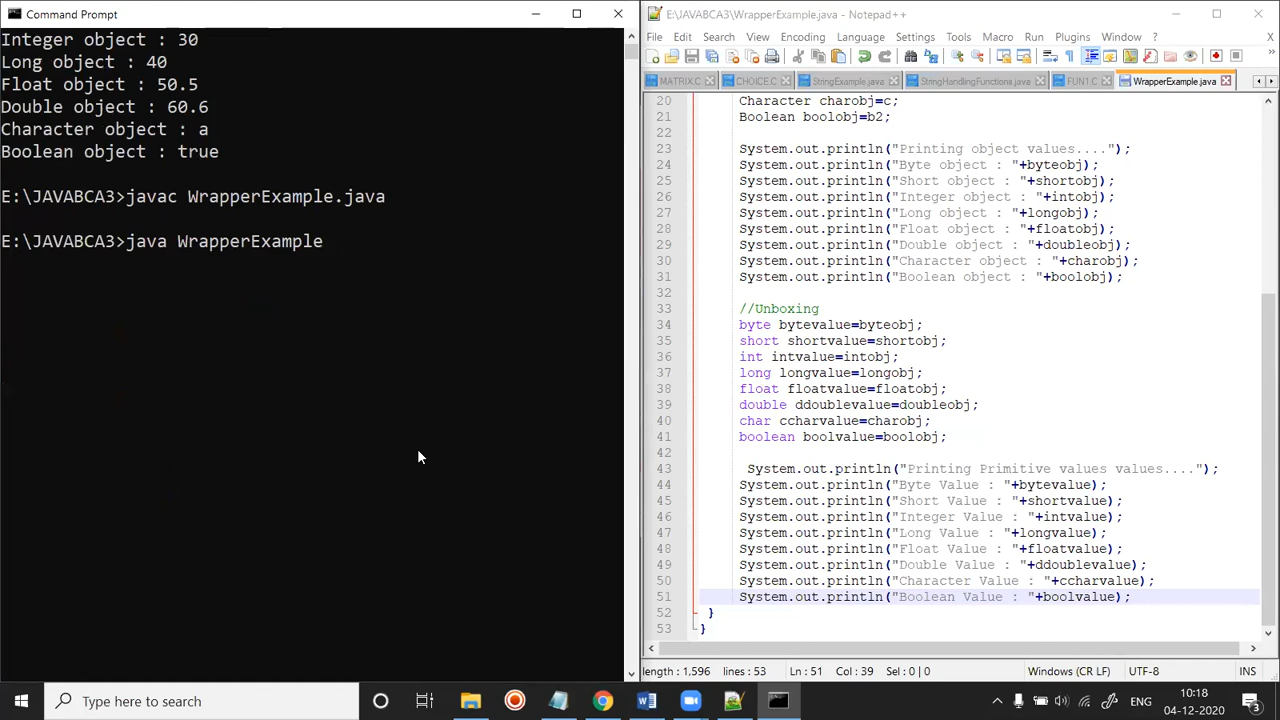 Command Prompt
Integer object : 30
Long object : 40
Float object : 50.5
Double object : 60.6
Character object : a
Boolean object : true
E:\JAVABCA3>javac WrapperExample.java
E:\JAVABCA3>java WrapperExample
E:\JAVABCA3\WrapperExample.java - Notepad++
File Edit Search View Encoding Language Settings Tools Macro Run Plugins Window ? X
MATRIX.C CHOICE.C StringExample.java StringHandlingFunctions.java FUN1.C WrapperExample.java
20 Character charobj=c;
21 Boolean boolobj=b2;
22
23 System.out.println("Printing object values....");
24 System.out.println("Byte object : "+byteobj);
25 System.out.println("Short object : "+shortobj);
26 System.out.println("Integer object : "+intobj);
27 System.out.println("Long object : "+longobj);
28 System.out.println("Float object : "+floatobj);
29 System.out.println("Double object : "+doubleobj);
30 System.out.println("Character object : "+charobj);
31 System.out.println("Boolean object : "+boolobj);
32
33 //Unboxing
34 byte bytevalue=byteobj;
35 short shortvalue=shortobj;
36 int intvalue=intobj;
37 long longvalue=longobj;
38 float floatvalue=floatobj;
39 double ddoublevalue=doubleobj;
40 char ccharvalue=charobj;
41 boolean boolvalue=boolobj;
42
43 System.out.println("Printing Primitive values values....");
44 System.out.println("Byte Value : "+bytevalue);
45 System.out.println("Short Value : "+shortvalue);
46 System.out.println("Integer Value : "+intvalue);
47 System.out.println("Long Value : "+longvalue);
48 System.out.println("Float Value : "+floatvalue);
49 System.out.println("Double Value : "+ddoublevalue);
50 System.out.println("Character Value : "+ccharvalue);
51 System.out.println("Boolean Value : "+boolvalue);
52 }
53 }
length : 1,596 lines : 53 Ln : 51 Col : 39 Sel : 0 | 0 Windows (CR LF) UTF-8 INS
Type here to search
ENG
10:18
04-12-2020
3